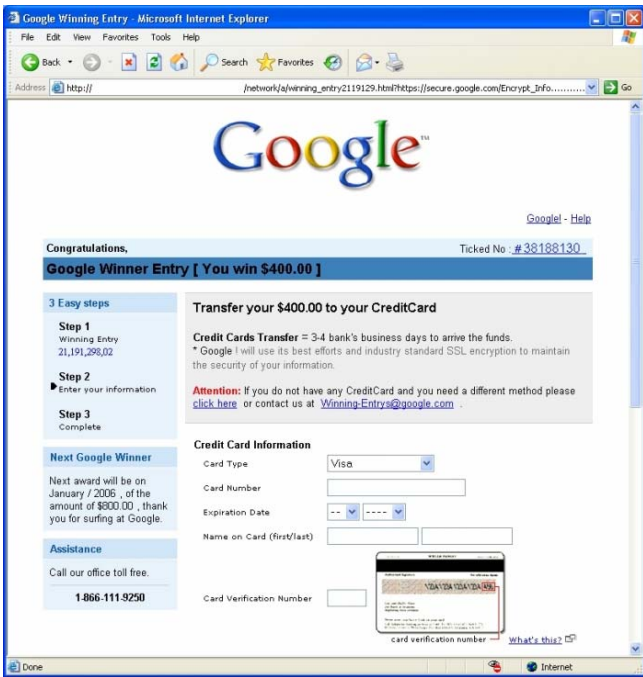 Google Winning Entry - Microsoft Internet Explorer
File Edit View Favorites Tools Help
Back Search Favorites
Address http:// /network/a/winning_entry2119129.html?https://secure.google.com/Encrypt_Info........... Go
Google™
Google! - Help
Congratulations, Ticked No : # 38188130
Google Winner Entry [ You win $400.00 ]
3 Easy steps
Step 1
Winning Entry
21,191,298,02
Step 2
Enter your information
Step 3
Complete
Next Google Winner
Next award will be on
January / 2006 , of the
amount of $800.00 , thank
you for surfing at Google.
Assistance
Call our office toll free.
1-866-111-9250
Transfer your $400.00 to your CreditCard
Credit Cards Transfer = 3-4 bank's business days to arrive the funds.
* Google I will use its best efforts and industry standard SSL encryption to maintain
the security of your information.
Attention: If you do not have any CreditCard and you need a different method please
click here or contact us at Winning-Entrys@google.com .
Credit Card Information
Card Type Visa
Card Number
Expiration Date -- ----
Name on Card (first/last)
Card Verification Number
1234 1234 1234 1234 456
card verification number What's this?
Done Internet